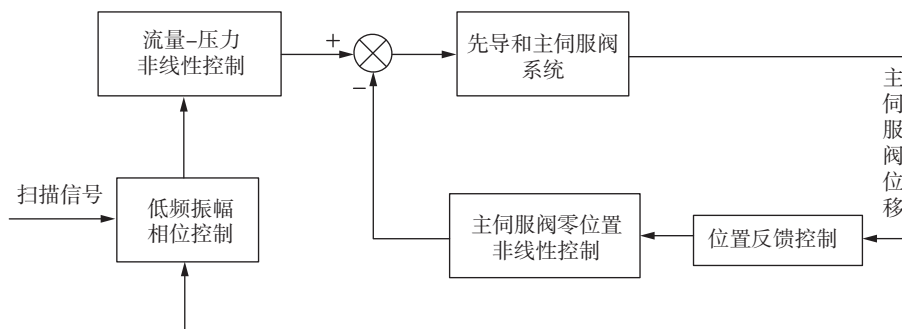 流量-压力
非线性控制
+
-
先导和主伺服阀
系统
主
伺
服
阀
位
移
扫描信号
低频振幅
相位控制
主伺服阀零位置
非线性控制
位置反馈控制